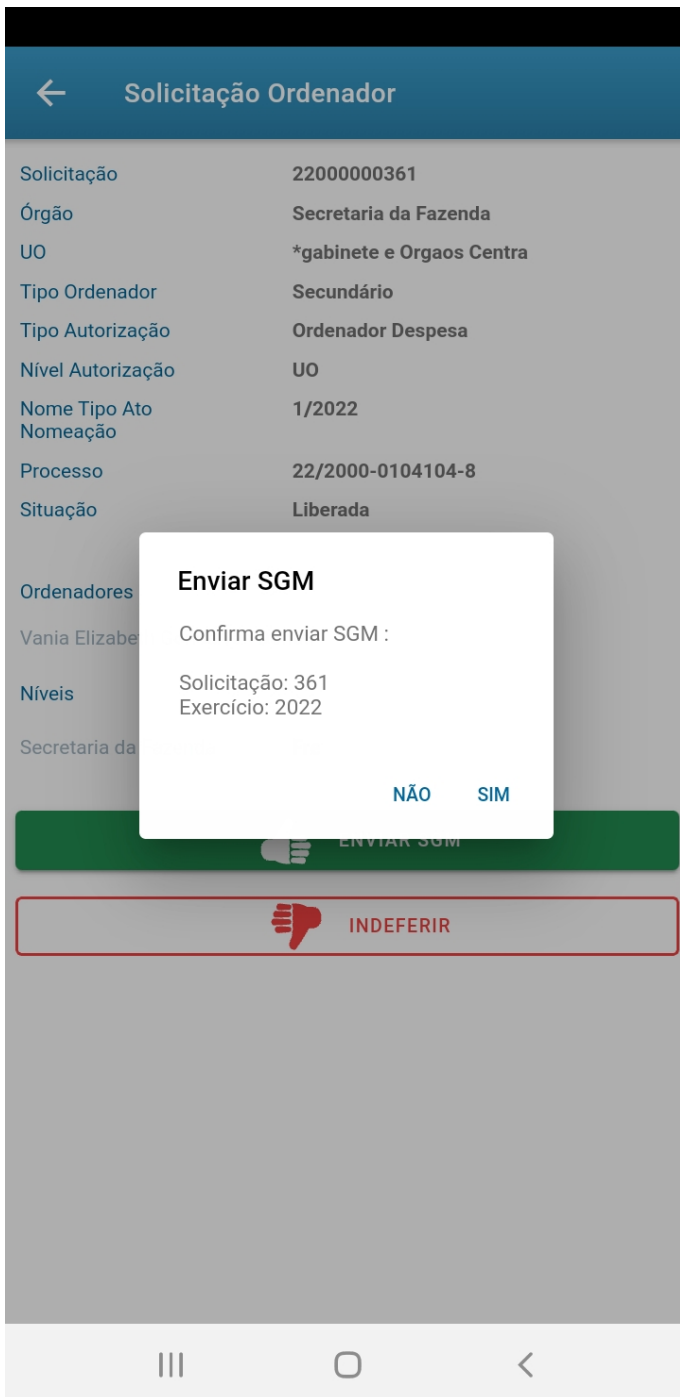 Solicitação Ordenador
Solicitação 22000000361
Órgão Secretaria da Fazenda
UO *gabinete e Orgaos Centra
Tipo Ordenador Secundário
Tipo Autorização Ordenador Despesa
Nível Autorização UO
Nome Tipo Ato 1/2022
Nomeação
Processo 22/2000-0104104-8
Situação Liberada
Ordenadores
Vania
Níveis
Secretaria da
Enviar SGM
Confirma enviar SGM :
Solicitação: 361
Exercício: 2022
NÃO SIM
ENVIAR SGM
INDEFERIR